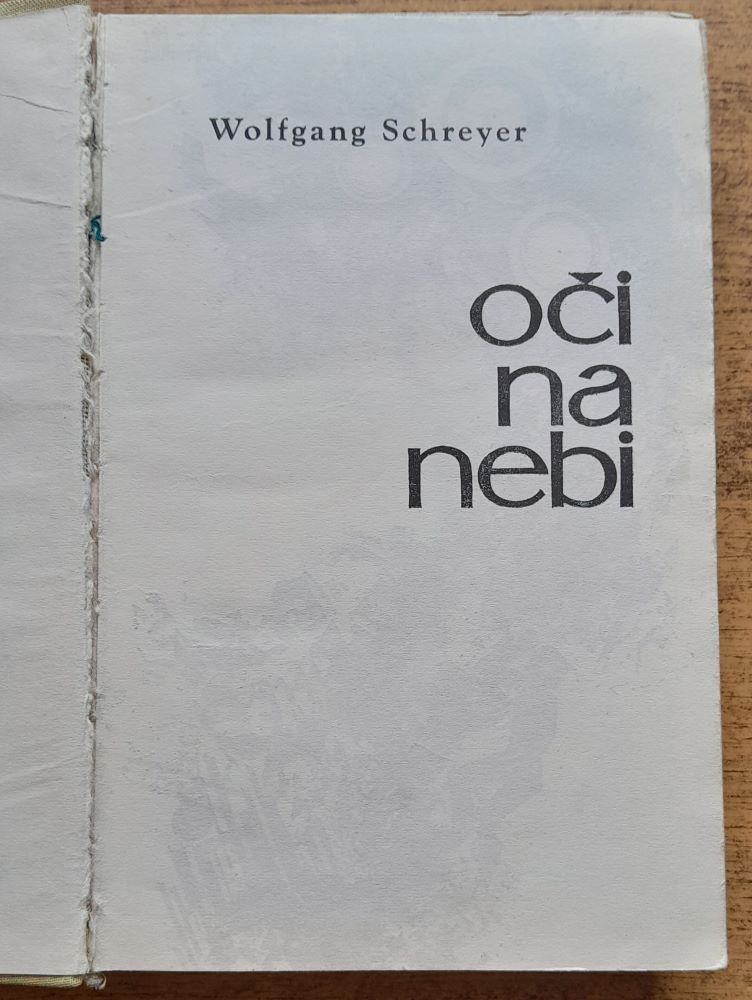 Wolfgang Schreyer
oči
na
nebi